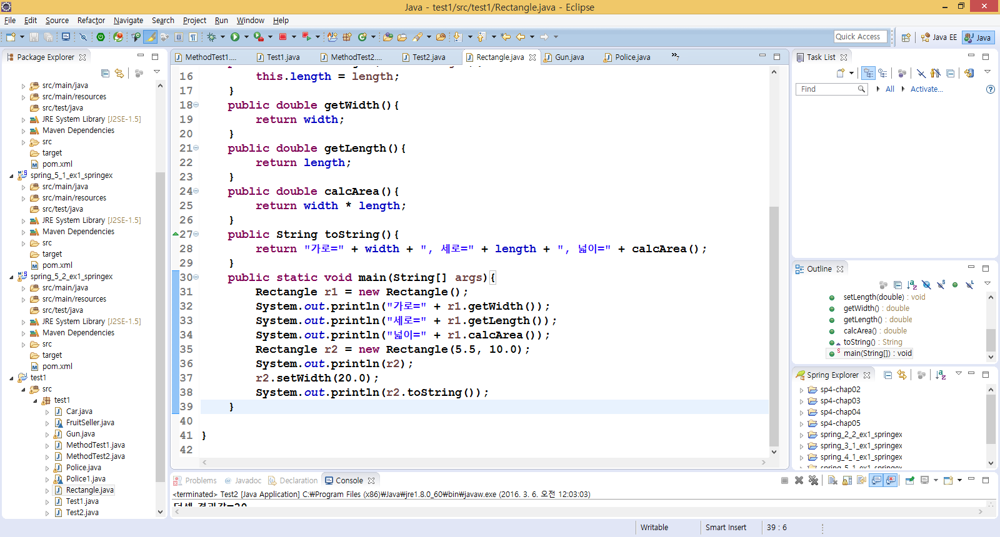 Java - test1/src/test1/Rectangle.java - Eclipse
File Edit Source Refactor Navigate Search Project Run Window Help
Quick Access
Java EE
Java
Package Explorer
src/main/java
src/main/resources
src/test/java
JRE System Library [J2SE-1.5]
Maven Dependencies
src
target
pom.xml
spring_5_1_ex1_springex
src/main/java
src/main/resources
src/test/java
JRE System Library [J2SE-1.5]
Maven Dependencies
src
target
pom.xml
spring_5_2_ex1_springex
src/main/java
src/main/resources
src/test/java
JRE System Library [J2SE-1.5]
Maven Dependencies
src
target
pom.xml
test1
src
test1
Car.java
FruitSeller.java
Gun.java
MethodTest1.java
MethodTest2.java
Police.java
Police1.java
Rectangle.java
Test1.java
Test2.java
MethodTest1.... Test1.java MethodTest2.... Test2.java Rectangle.java Gun.java Police.java »7
16 this.length = length;
17 }
18 public double getWidth(){
19 return width;
20 }
21 public double getLength(){
22 return length;
23 }
24 public double calcArea(){
25 return width * length;
26 }
27 public String toString(){
28 return "가로=" + width + ", 세로=" + length + ", 넓이=" + calcArea();
29 }
30 public static void main(String[] args){
31 Rectangle r1 = new Rectangle();
32 System.out.println("가로=" + r1.getWidth());
33 System.out.println("세로=" + r1.getLength());
34 System.out.println("넓이=" + r1.calcArea());
35 Rectangle r2 = new Rectangle(5.5, 10.0);
36 System.out.println(r2);
37 r2.setWidth(20.0);
38 System.out.println(r2.toString());
39 }
40
41 }
42
Problems @ Javadoc Declaration Console
<terminated> Test2 [Java Application] C:₩Program Files (x86)₩Java₩jre1.8.0_60₩bin₩javaw.exe (2016. 3. 6. 오전 12:03:03)
Task List
Find All Activate...
Outline
setLength(double) : void
getWidth() : double
getLength() : double
calcArea() : double
toString() : String
main(String[]) : void
Spring Explorer
sp4-chap02
sp4-chap03
sp4-chap04
sp4-chap05
spring_2_2_ex1_springex
spring_3_1_ex1_springex
spring_4_1_ex1_springex
spring_5_1_ex1_springex
Writable Smart Insert 39 : 6